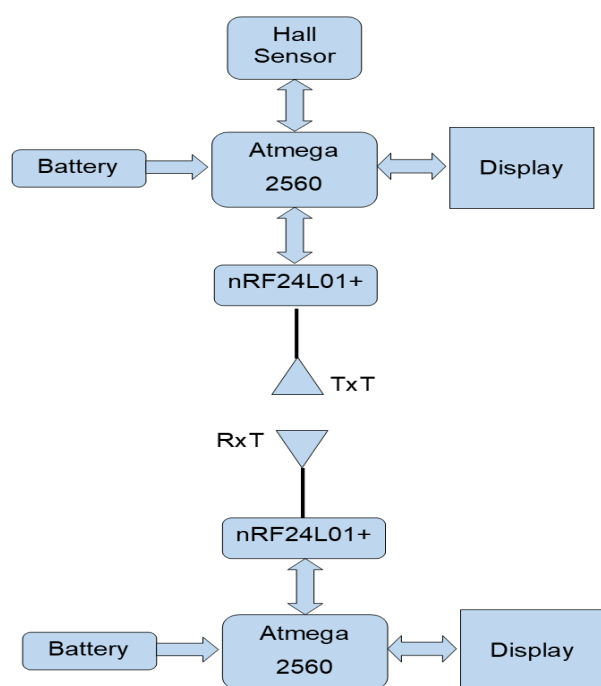 Hall
Sensor
Battery
Atmega
2560
Display
nRF24L01+
TxT
RxT
nRF24L01+
Battery
Atmega
2560
Display